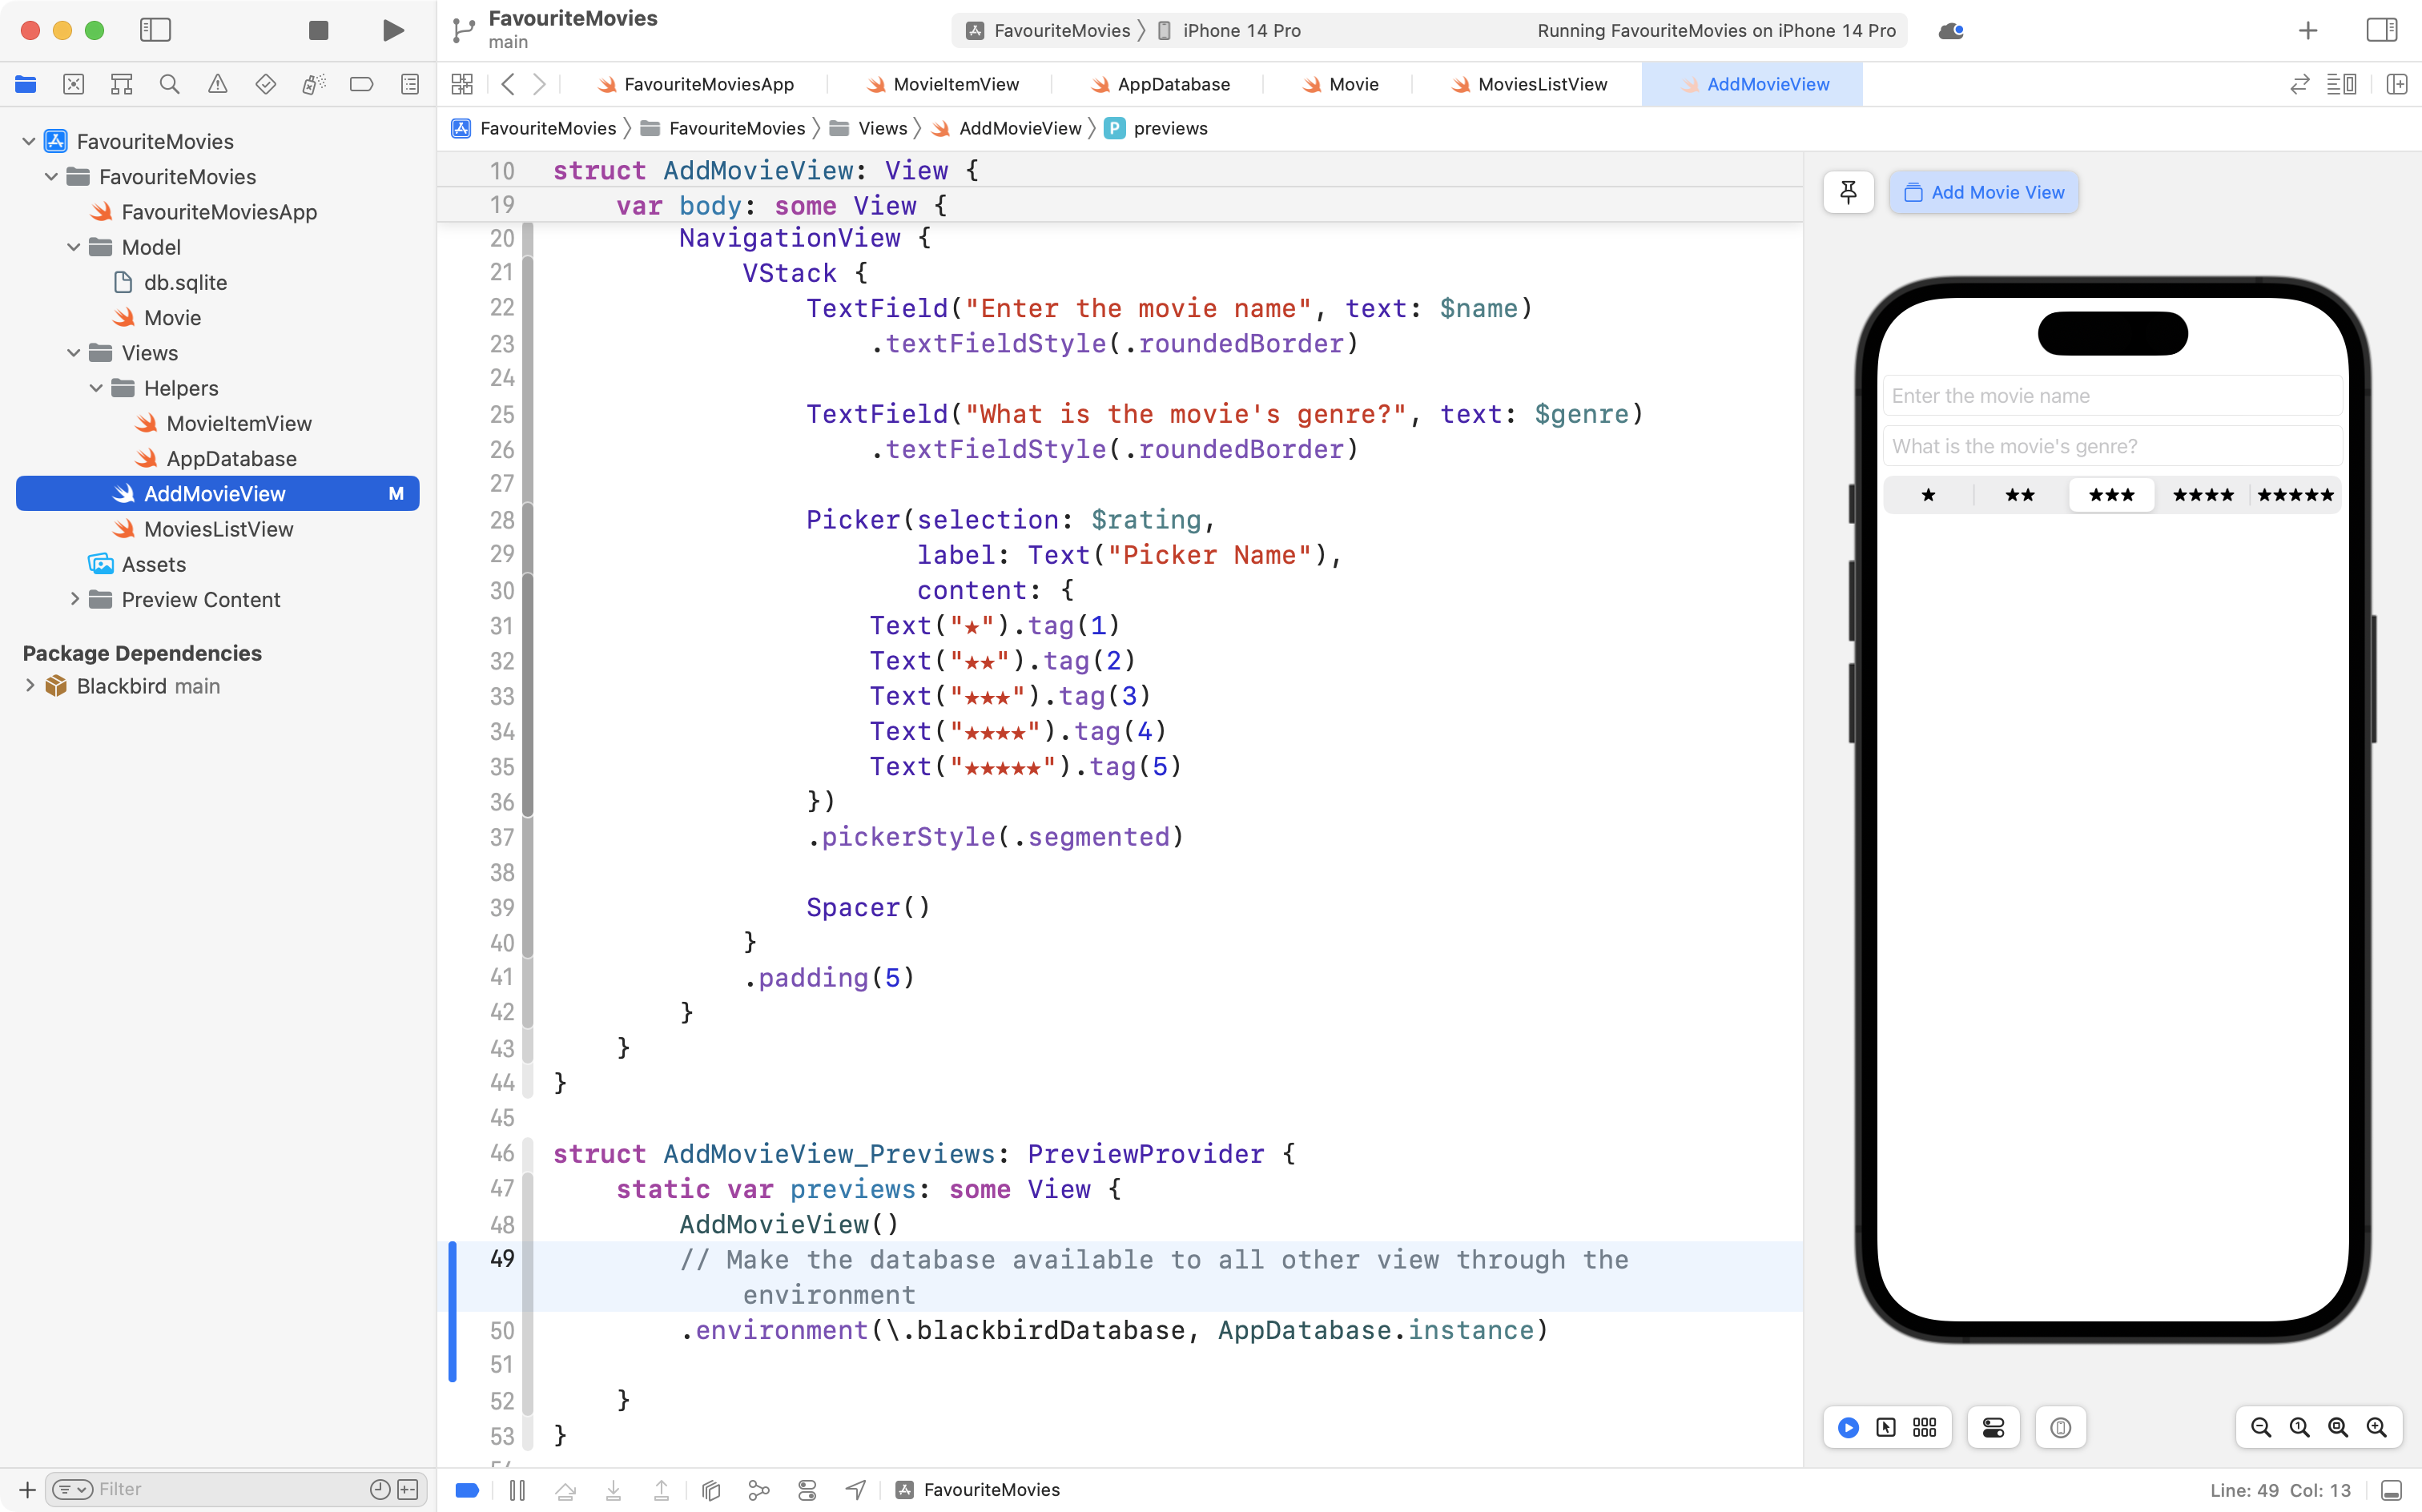 FavouriteMovies
main
FavouriteMovies 〉 iPhone 14 Pro
Running FavouriteMovies on iPhone 14 Pro
FavouriteMoviesApp
MovieItemView
AppDatabase
Movie
MoviesListView
AddMovieView
FavouriteMovies 〉 FavouriteMovies 〉 Views 〉 AddMovieView 〉 P previews
FavouriteMovies
FavouriteMovies
FavouriteMoviesApp
Model
db.sqlite
Movie
Views
Helpers
MovieItemView
AppDatabase
AddMovieView M
MoviesListView
Assets
Preview Content
Package Dependencies
Blackbird main
Filter
10 struct AddMovieView: View {
19 var body: some View {
20 NavigationView {
21 VStack {
22 TextField("Enter the movie name", text: $name)
23 .textFieldStyle(.roundedBorder)
24
25 TextField("What is the movie's genre?", text: $genre)
26 .textFieldStyle(.roundedBorder)
27
28 Picker(selection: $rating,
29 label: Text("Picker Name"),
30 content: {
31 Text("★").tag(1)
32 Text("★★").tag(2)
33 Text("★★★").tag(3)
34 Text("★★★★").tag(4)
35 Text("★★★★★").tag(5)
36 })
37 .pickerStyle(.segmented)
38
39 Spacer()
40 }
41 .padding(5)
42 }
43 }
44 }
45
46 struct AddMovieView_Previews: PreviewProvider {
47 static var previews: some View {
48 AddMovieView()
49 // Make the database available to all other view through the
environment
50 .environment(\.blackbirdDatabase, AppDatabase.instance)
51
52 }
53 }
Add Movie View
Enter the movie name
What is the movie's genre?
★ ★★ ★★★ ★★★★ ★★★★★
FavouriteMovies
Line: 49 Col: 13